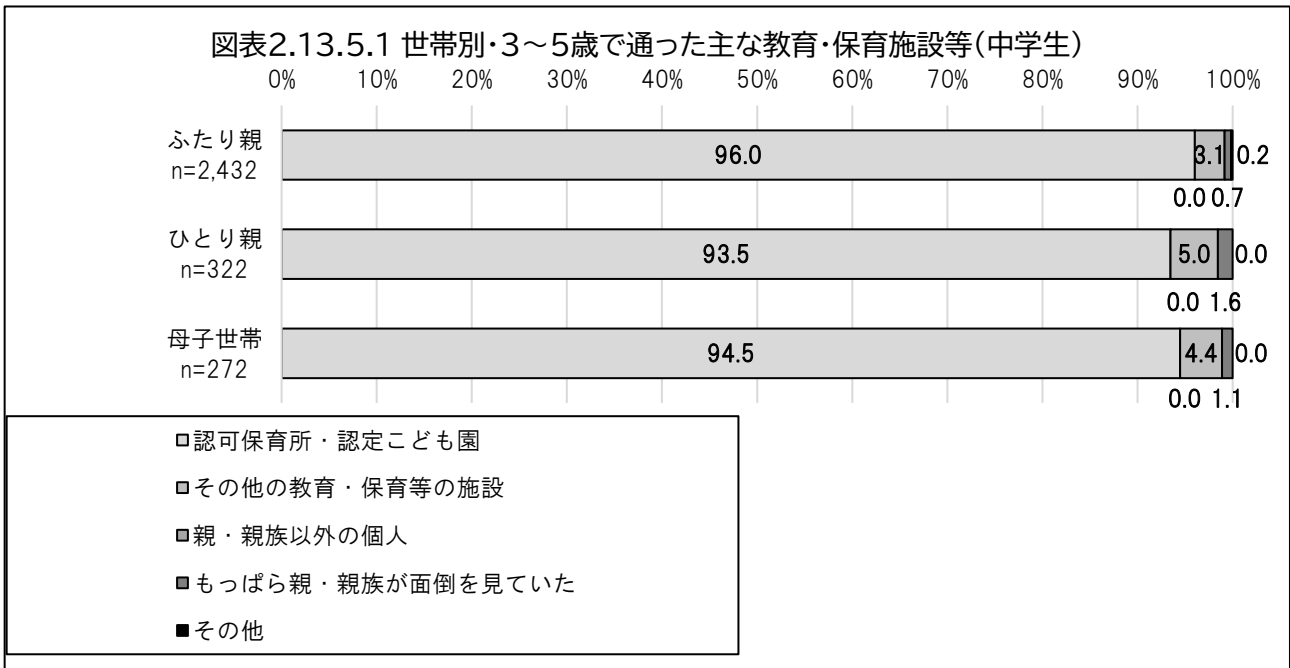 図表2.13.5.1 世帯別・3～5歳で通った主な教育・保育施設等(中学生)
0% 10% 20% 30% 40% 50% 60% 70% 80% 90% 100%
ふたり親
n=2,432
96.0 3.1 0.2
0.0 0.7
ひとり親
n=322
93.5 5.0 0.0
0.0 1.6
母子世帯
n=272
94.5 4.4 0.0
0.0 1.1
認可保育所・認定こども園
その他の教育・保育等の施設
親・親族以外の個人
もっぱら親・親族が面倒を見ていた
その他